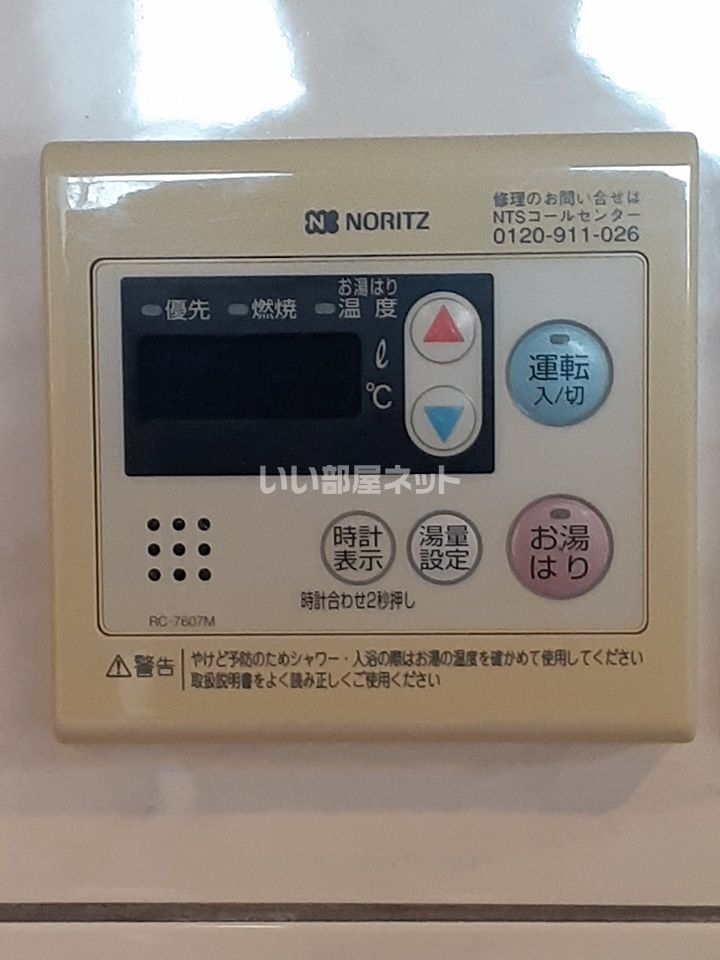 NORITZ
修理のお問い合せは
NTSコールセンター
0120-911-026
優先
燃焼
お湯はり
温度
ℓ
℃
運転
入/切
いい部屋ネット
時計
表示
湯量
設定
お湯
はり
時計合わせ2秒押し
RC-7607M
警告
やけど予防のためシャワー・入浴の際はお湯の温度を確かめて使用してください
取扱説明書をよく読み正しくご使用ください